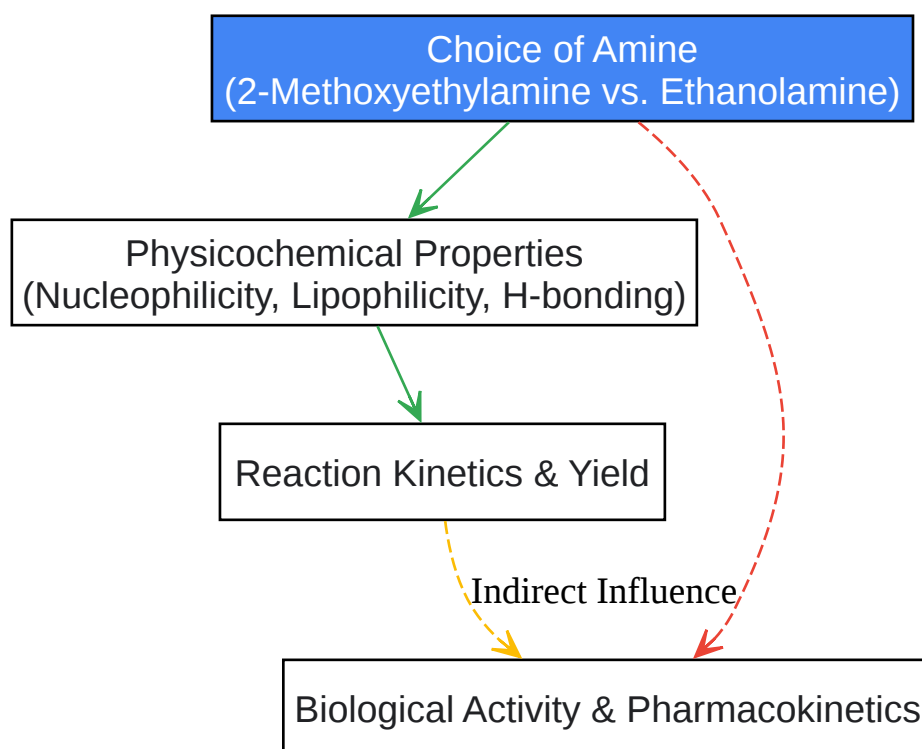 Choice of Amine
(2-Methoxyethylamine vs. Ethanolamine)
Physicochemical Properties
(Nucleophilicity, Lipophilicity, H-bonding)
Reaction Kinetics & Yield
Indirect Influence
Biological Activity & Pharmacokinetics